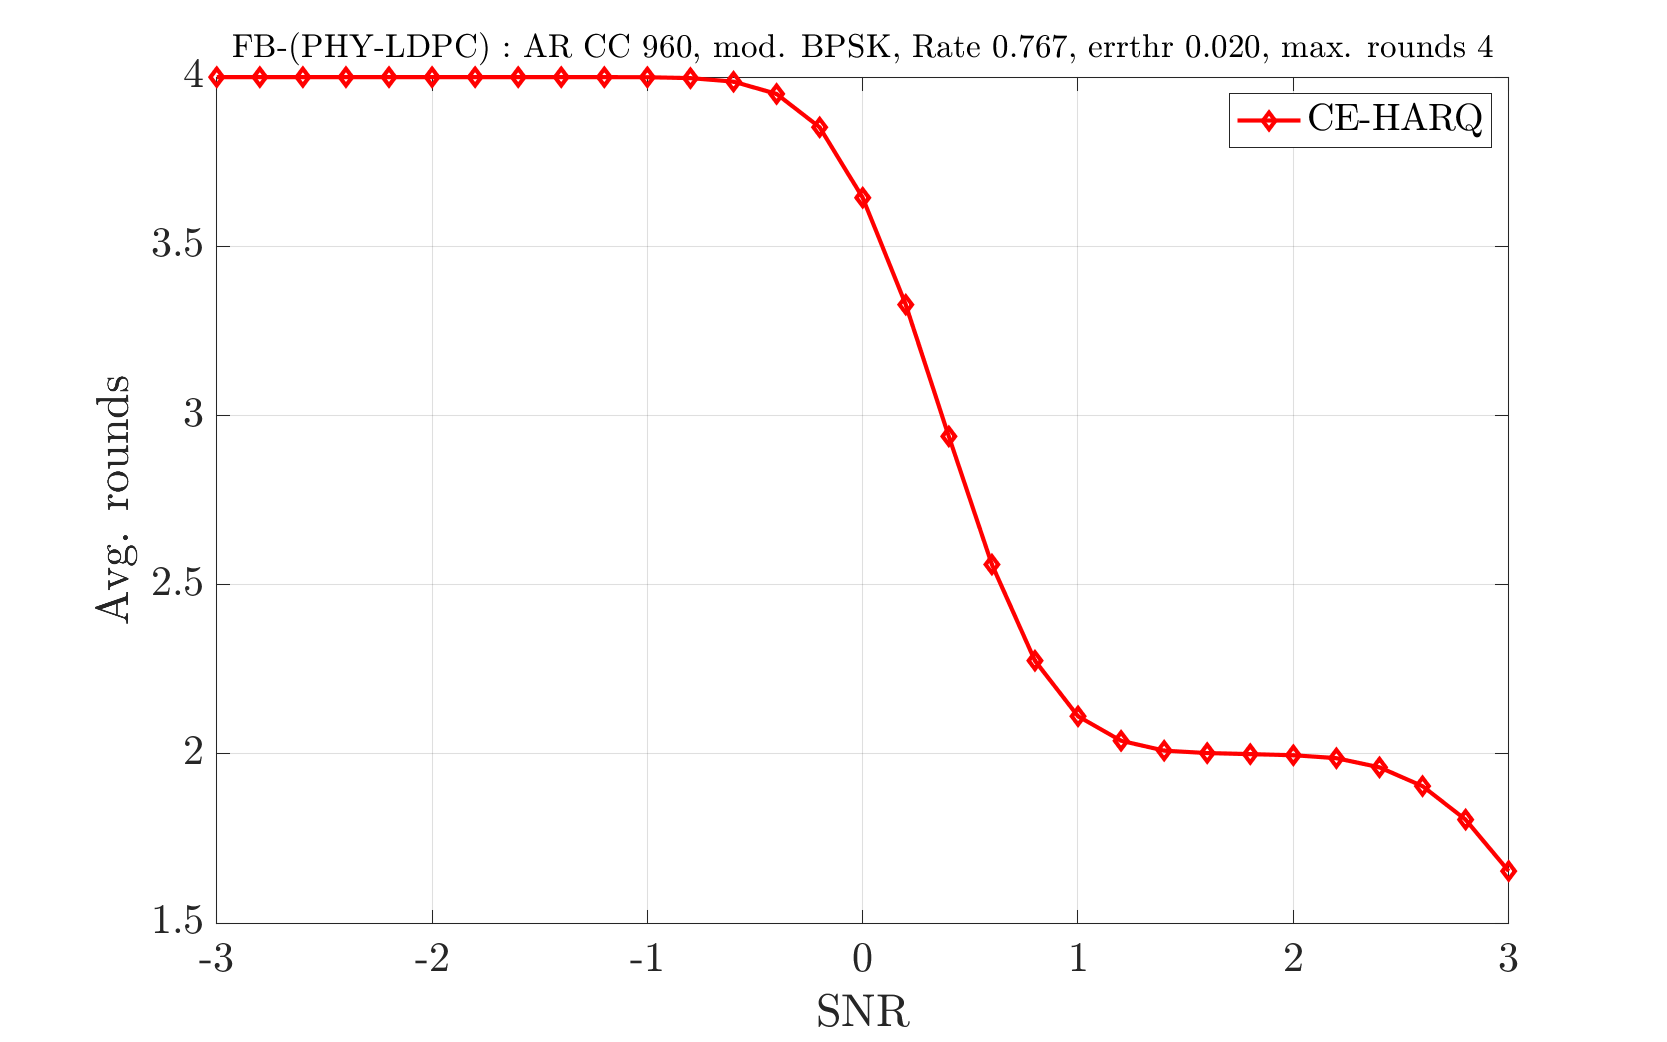 FB-(PHY-LDPC) : AR CC 960, mod. BPSK, Rate 0.767, errthr 0.020, max. rounds 4
CE-HARQ
4
3.5
3
2.5
2
1.5
Avg. rounds
-3 -2 -1 0 1 2 3
SNR